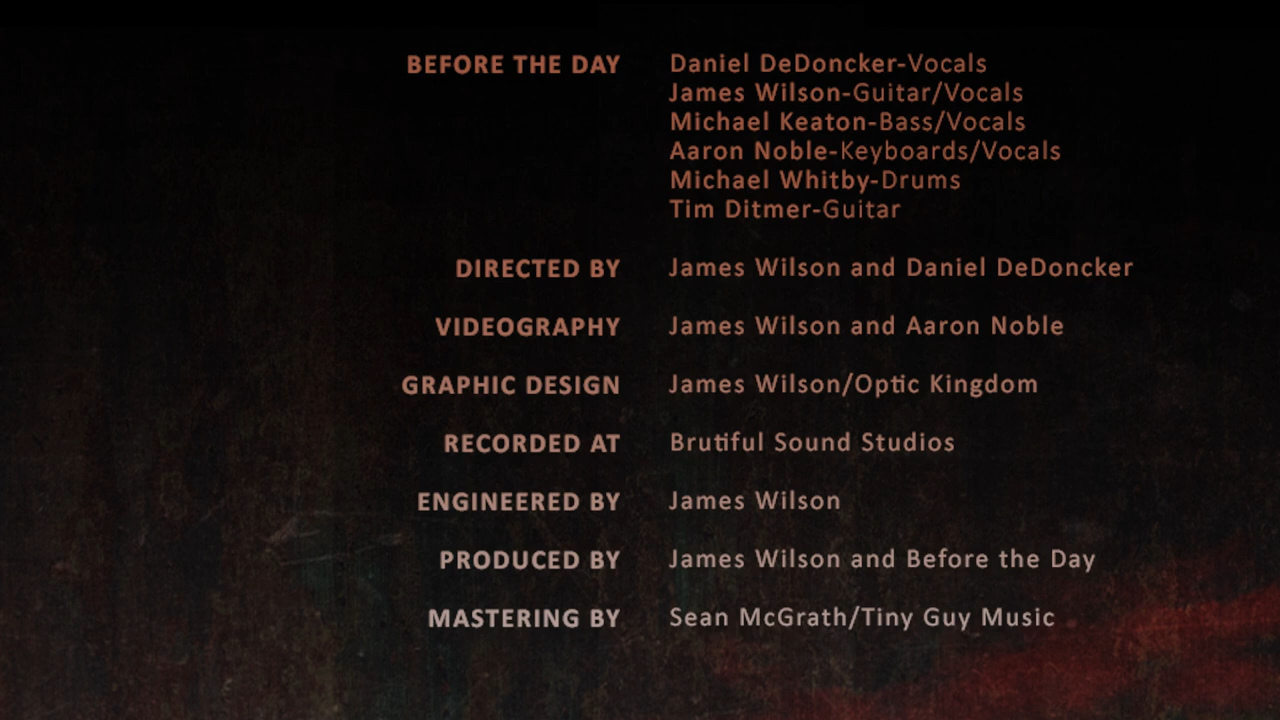 BEFORE THE DAY Daniel DeDoncker-Vocals
James Wilson-Guitar/Vocals
Michael Keaton-Bass/Vocals
Aaron Noble-Keyboards/Vocals
Michael Whitby-Drums
Tim Ditmer-Guitar
DIRECTED BY James Wilson and Daniel DeDoncker
VIDEOGRAPHY James Wilson and Aaron Noble
GRAPHIC DESIGN James Wilson/Optic Kingdom
RECORDED AT Brutiful Sound Studios
ENGINEERED BY James Wilson
PRODUCED BY James Wilson and Before the Day
MASTERING BY Sean McGrath/Tiny Guy Music